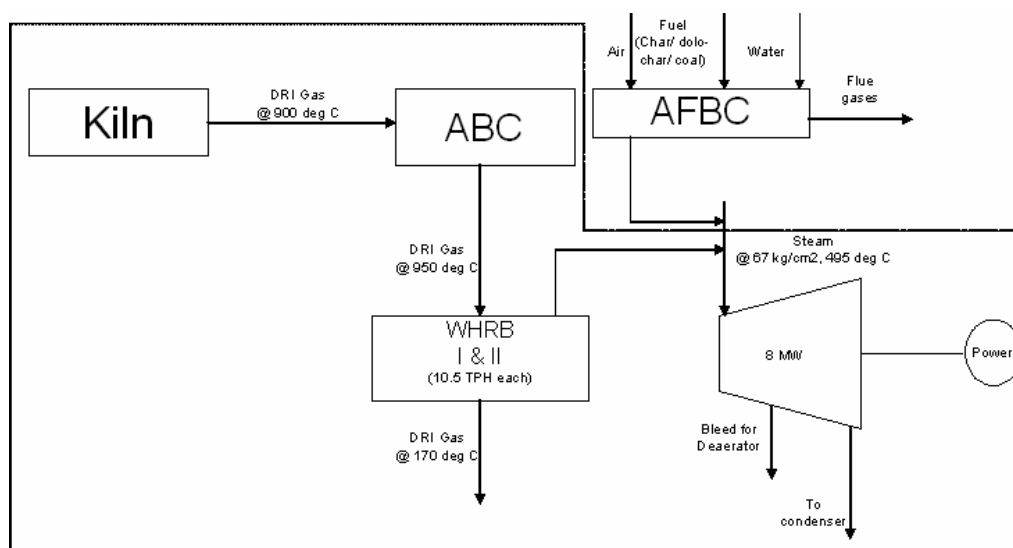 Fuel
(Char/ dolo-
char/ coal)
Air
Water
DRI Gas
@ 900 deg C
Flue
gases
Kiln
ABC
AFBC
DRI Gas
@ 950 deg C
Steam
@ 67 kg/cm2, 495 deg C
WHRB
I & II
(10.5 TPH each)
8 MW
Power
DRI Gas
@ 170 deg C
Bleed for
Deaerator
To
condenser